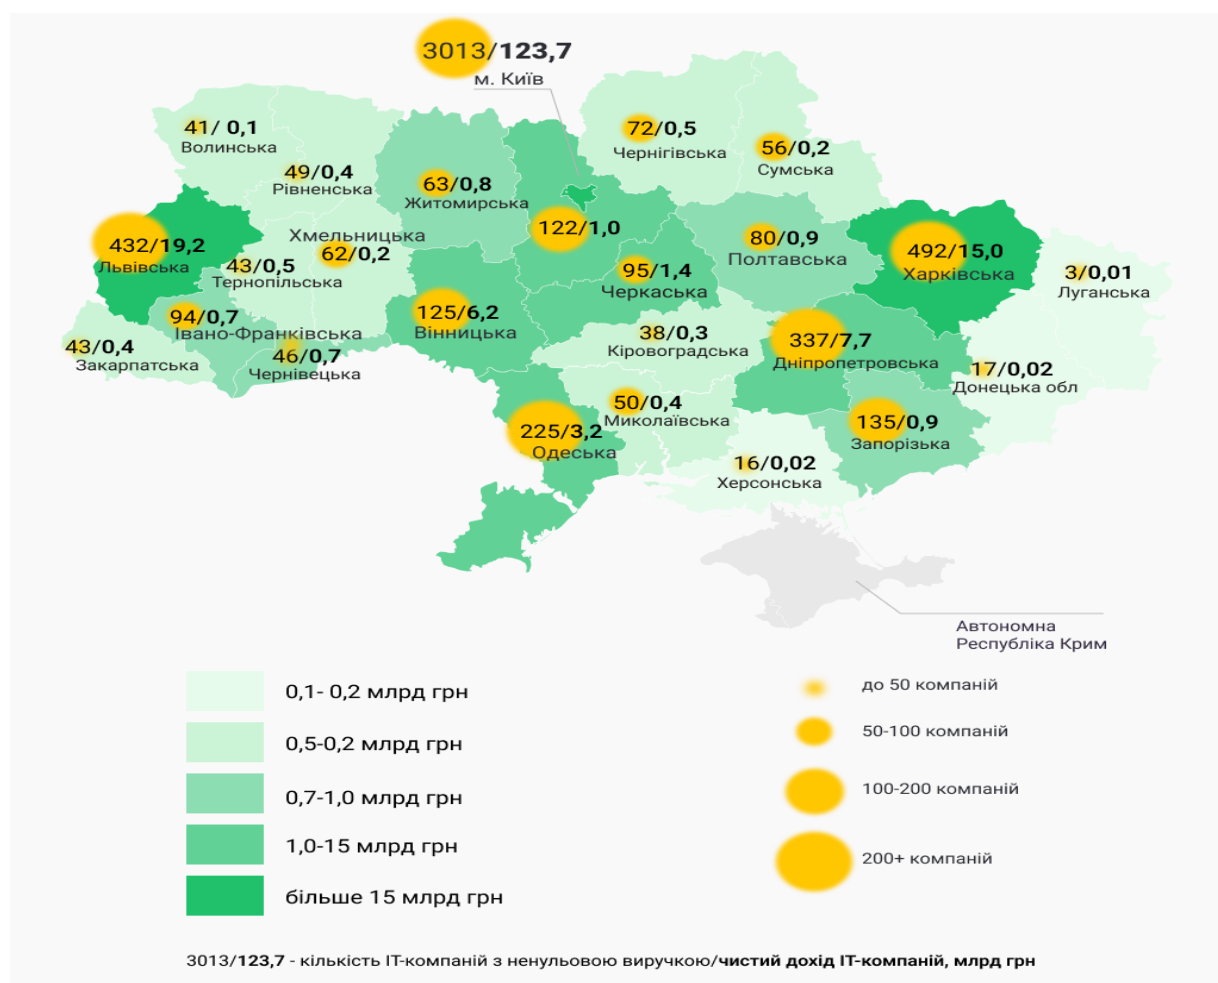 3013/123,7
м. Київ
41/ 0,1
Волинська
49/0,4
Рівненська
63/0,8
Житомирська
72/0,5
Чернігівська
56/0,2
Сумська
432/19,2
Львівська
43/0,5
Тернопільська
Хмельницька
62/0,2
122/1,0
95/1,4
Черкаська
80/0,9
Полтавська
492/15,0
Харківська
3/0,01
Луганська
94/0,7
Івано-Франківська
43/0,4
Закарпатська
46/0,7
Чернівецька
125/6,2
Вінницька
38/0,3
Кіровоградська
337/7,7
Дніпропетровська
17/0,02
Донецька обл
225/3,2
Одеська
50/0,4
Миколаївська
135/0,9
Запорізька
16/0,02
Херсонська
Автономна
Республіка Крим
0,1- 0,2 млрд грн
0,5-0,2 млрд грн
0,7-1,0 млрд грн
1,0-15 млрд грн
більше 15 млрд грн
до 50 компаній
50-100 компаній
100-200 компаній
200+ компаній
3013/123,7 - кількість ІТ-компаній з ненульовою виручкою/чистий дохід ІТ-компаній, млрд грн